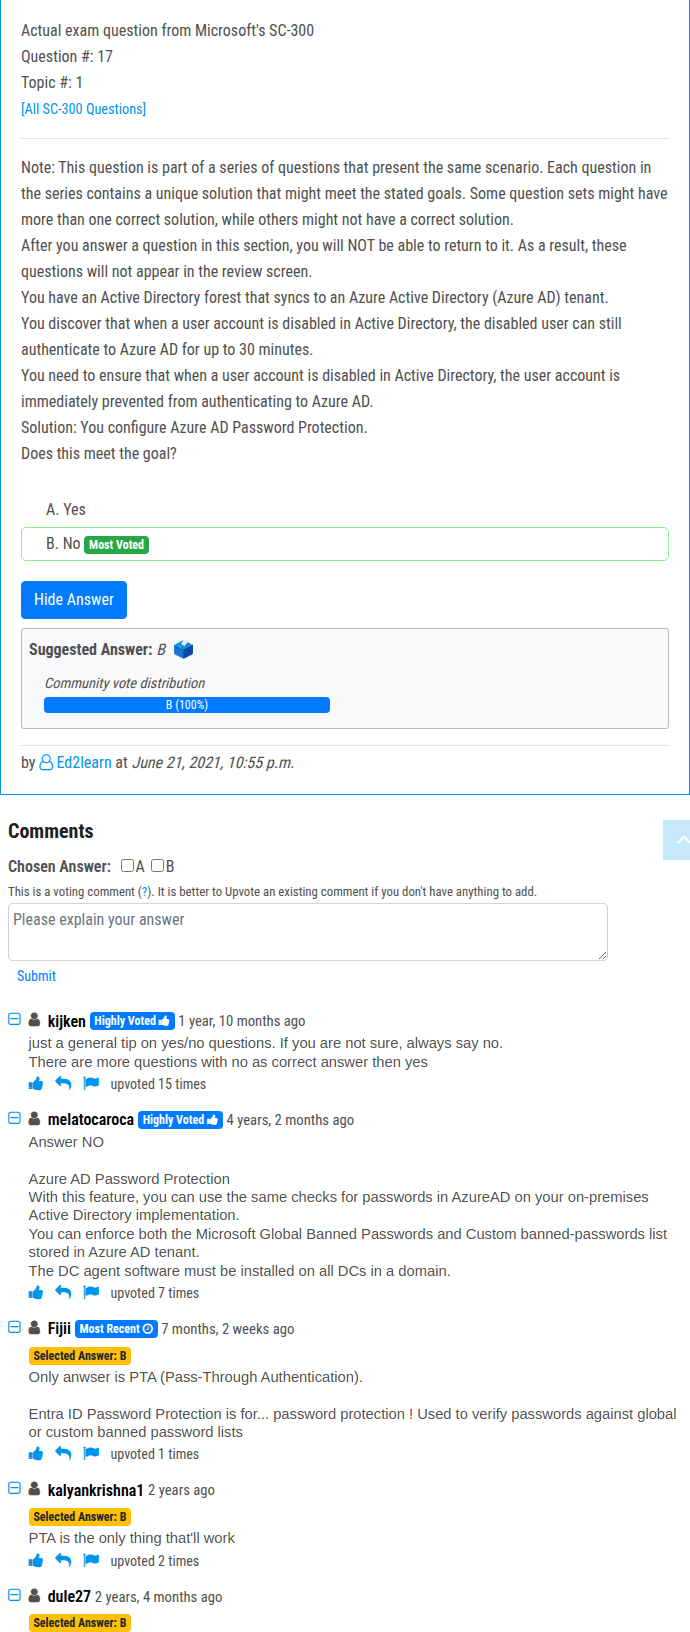 Actual exam question from Microsoft's SC-300
Question #: 17
Topic #: 1
[All SC-300 Questions]
Note: This question is part of a series of questions that present the same scenario. Each question in
the series contains a unique solution that might meet the stated goals. Some question sets might have
more than one correct solution, while others might not have a correct solution.
After you answer a question in this section, you will NOT be able to return to it. As a result, these
questions will not appear in the review screen.
You have an Active Directory forest that syncs to an Azure Active Directory (Azure AD) tenant.
You discover that when a user account is disabled in Active Directory, the disabled user can still
authenticate to Azure AD for up to 30 minutes.
You need to ensure that when a user account is disabled in Active Directory, the user account is
immediately prevented from authenticating to Azure AD.
Solution: You configure Azure AD Password Protection.
Does this meet the goal?
A. Yes
B. No Most Voted
Hide Answer
Suggested Answer: B
Community vote distribution
B (100%)
by Ed2learn at June 21, 2021, 10:55 p.m.
Comments
Chosen Answer: A B
This is a voting comment (?). It is better to Upvote an existing comment if you don't have anything to add.
Please explain your answer
Submit
kijken Highly Voted 1 year, 10 months ago
just a general tip on yes/no questions. If you are not sure, always say no.
There are more questions with no as correct answer then yes
upvoted 15 times
melatocaroca Highly Voted 4 years, 2 months ago
Answer NO
Azure AD Password Protection
With this feature, you can use the same checks for passwords in AzureAD on your on-premises
Active Directory implementation.
You can enforce both the Microsoft Global Banned Passwords and Custom banned-passwords list
stored in Azure AD tenant.
The DC agent software must be installed on all DCs in a domain.
upvoted 7 times
Fijii Most Recent 7 months, 2 weeks ago
Selected Answer: B
Only anwser is PTA (Pass-Through Authentication).
Entra ID Password Protection is for... password protection ! Used to verify passwords against global
or custom banned password lists
upvoted 1 times
kalyankrishna1 2 years ago
Selected Answer: B
PTA is the only thing that'll work
upvoted 2 times
dule27 2 years, 4 months ago
Selected Answer: B